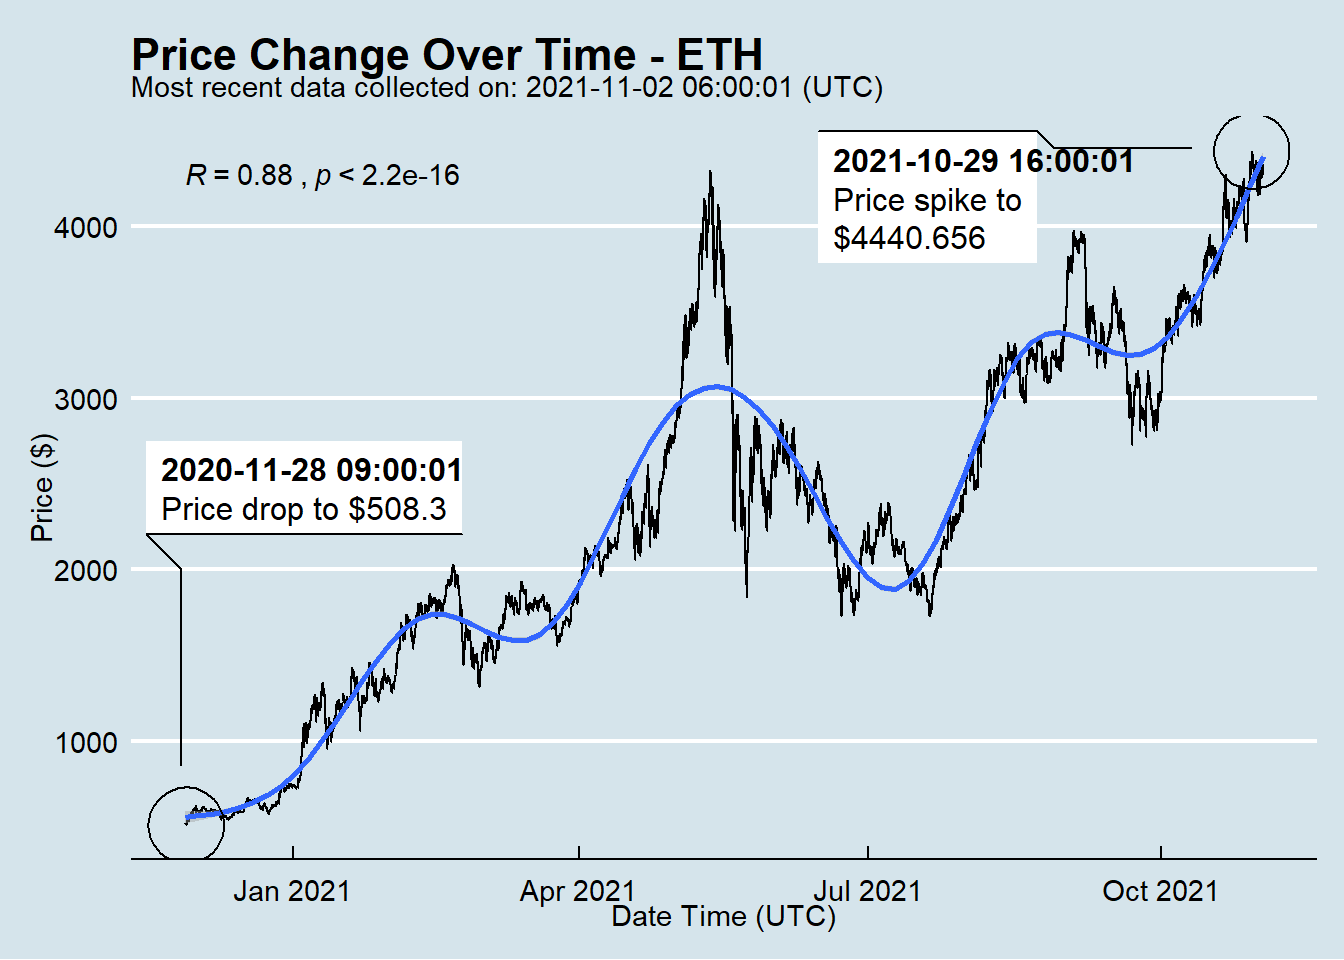 Price Change Over Time - ETH
Most recent data collected on: 2021-11-02 06:00:01 (UTC)
R = 0.88 , p < 2.2e-16
2021-10-29 16:00:01
Price spike to
$4440.656
2020-11-28 09:00:01
Price drop to $508.3
Price ($)
4000
3000
2000
1000
Jan 2021
Apr 2021
Jul 2021
Oct 2021
Date Time (UTC)